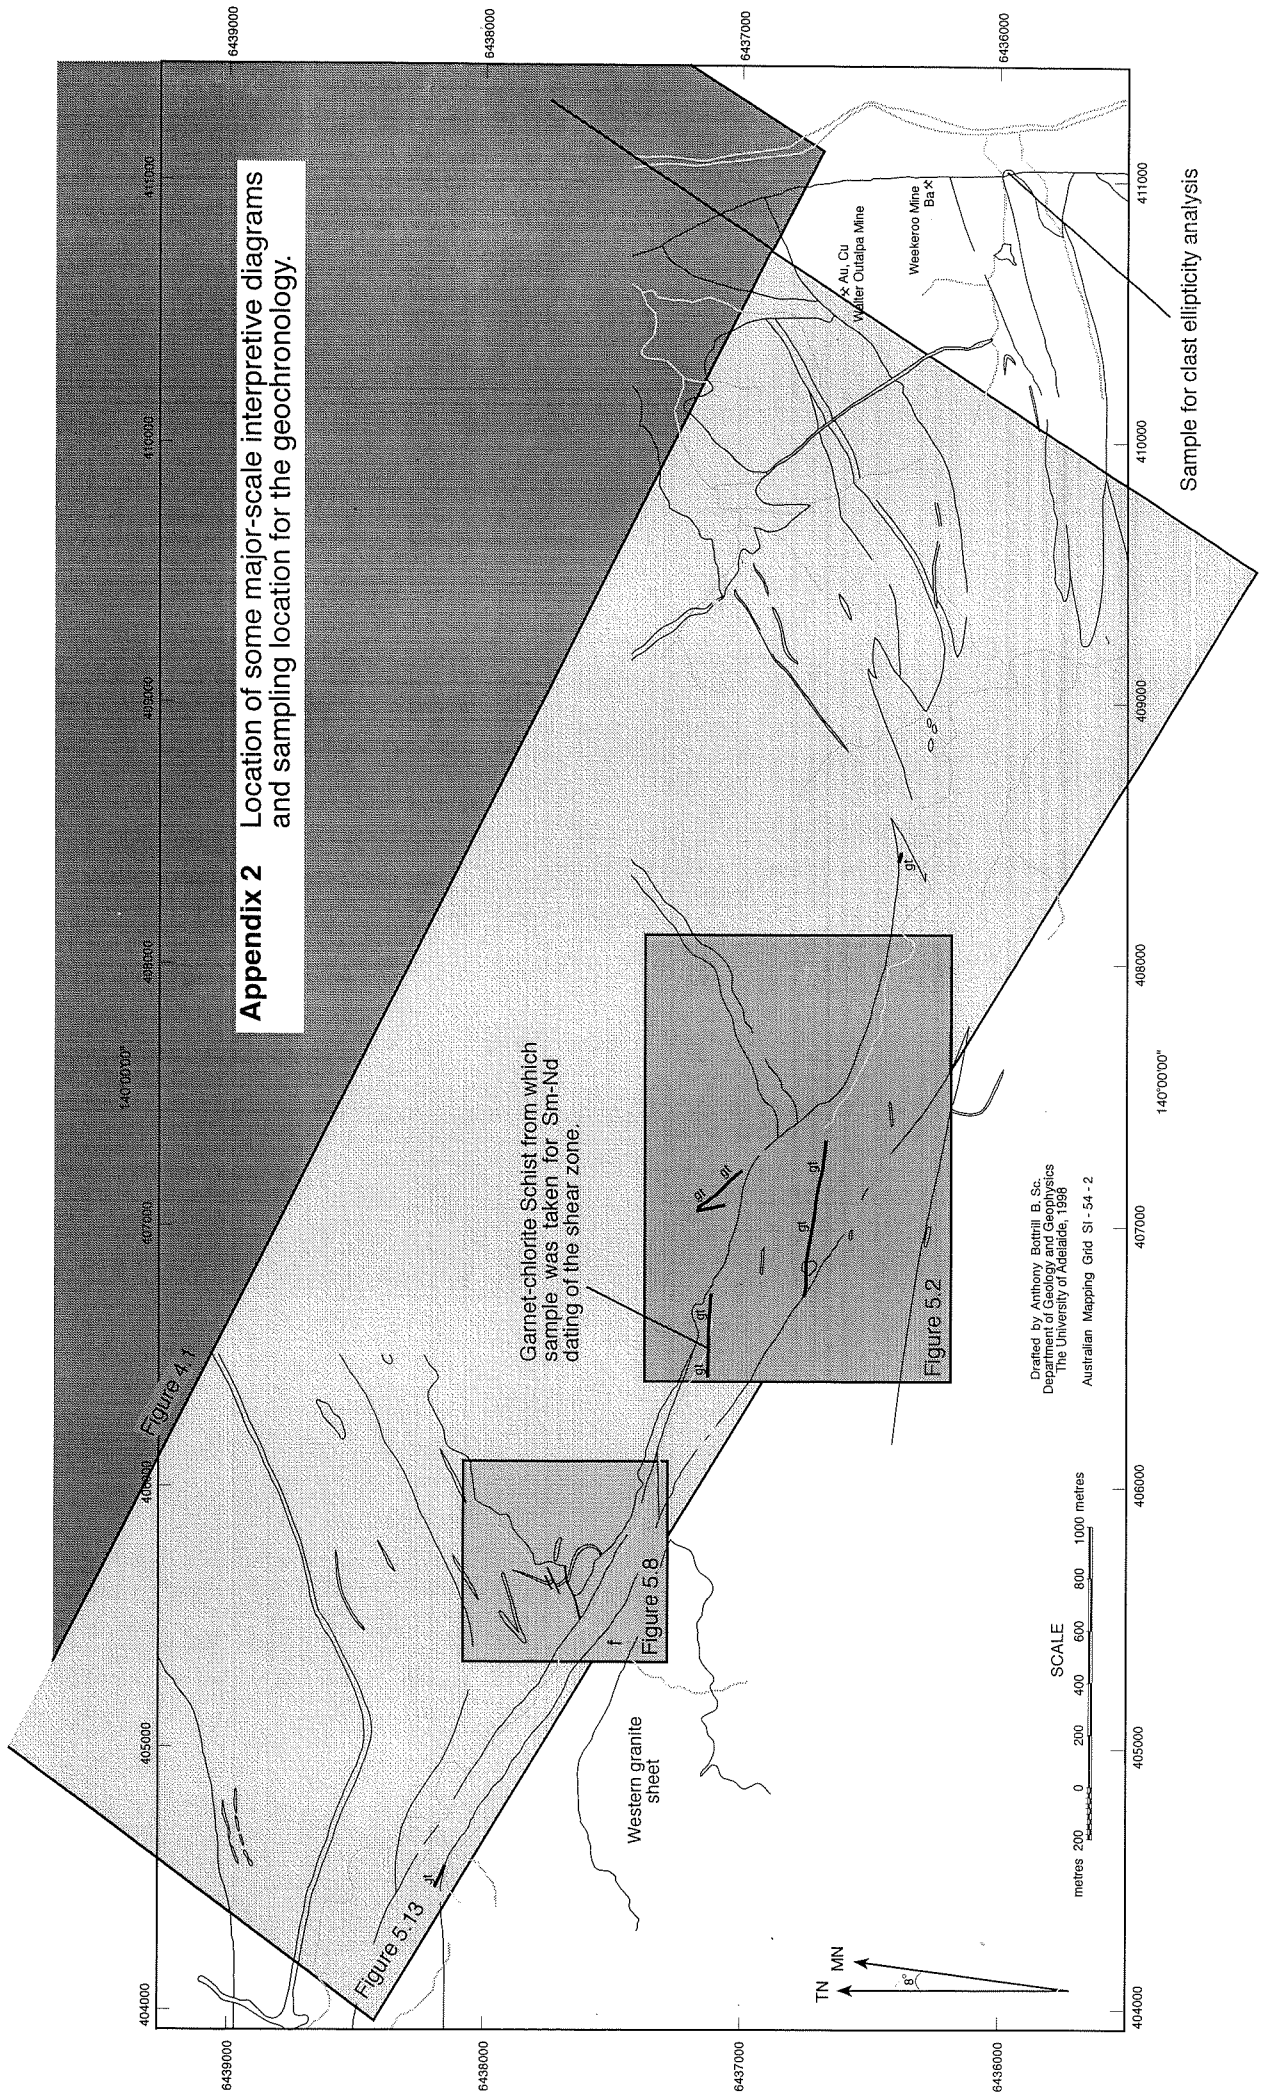 Appendix 2 Location of some major-scale interpretive diagrams
and sampling location for the geochronology.
404000
405000
406000
407000
140°00'00"
408000
409000
410000
411000
6439000
6438000
6437000
6436000
6439000
6438000
6437000
6436000
Figure 4.1
Figure 5.13
gt
Figure 5.8
f
Western granite
sheet
Garnet-chlorite Schist from which
sample was taken for Sm-Nd
dating of the shear zone.
gt
gt
gt
gt
gt
gt
Figure 5.2
gt
Au, Cu
Walter Outalpa Mine
Weekeroo Mine
Ba
Sample for clast ellipticity analysis
TN
MN
8°
SCALE
metres 200 0 200 400 600 800 1000 metres
Drafted by Anthony Bottrill B. Sc.
Department of Geology and Geophysics
The University of Adelaide, 1998
Australian Mapping Grid SI - 54 - 2
404000
405000
406000
407000
140°00'00"
408000
409000
410000
411000